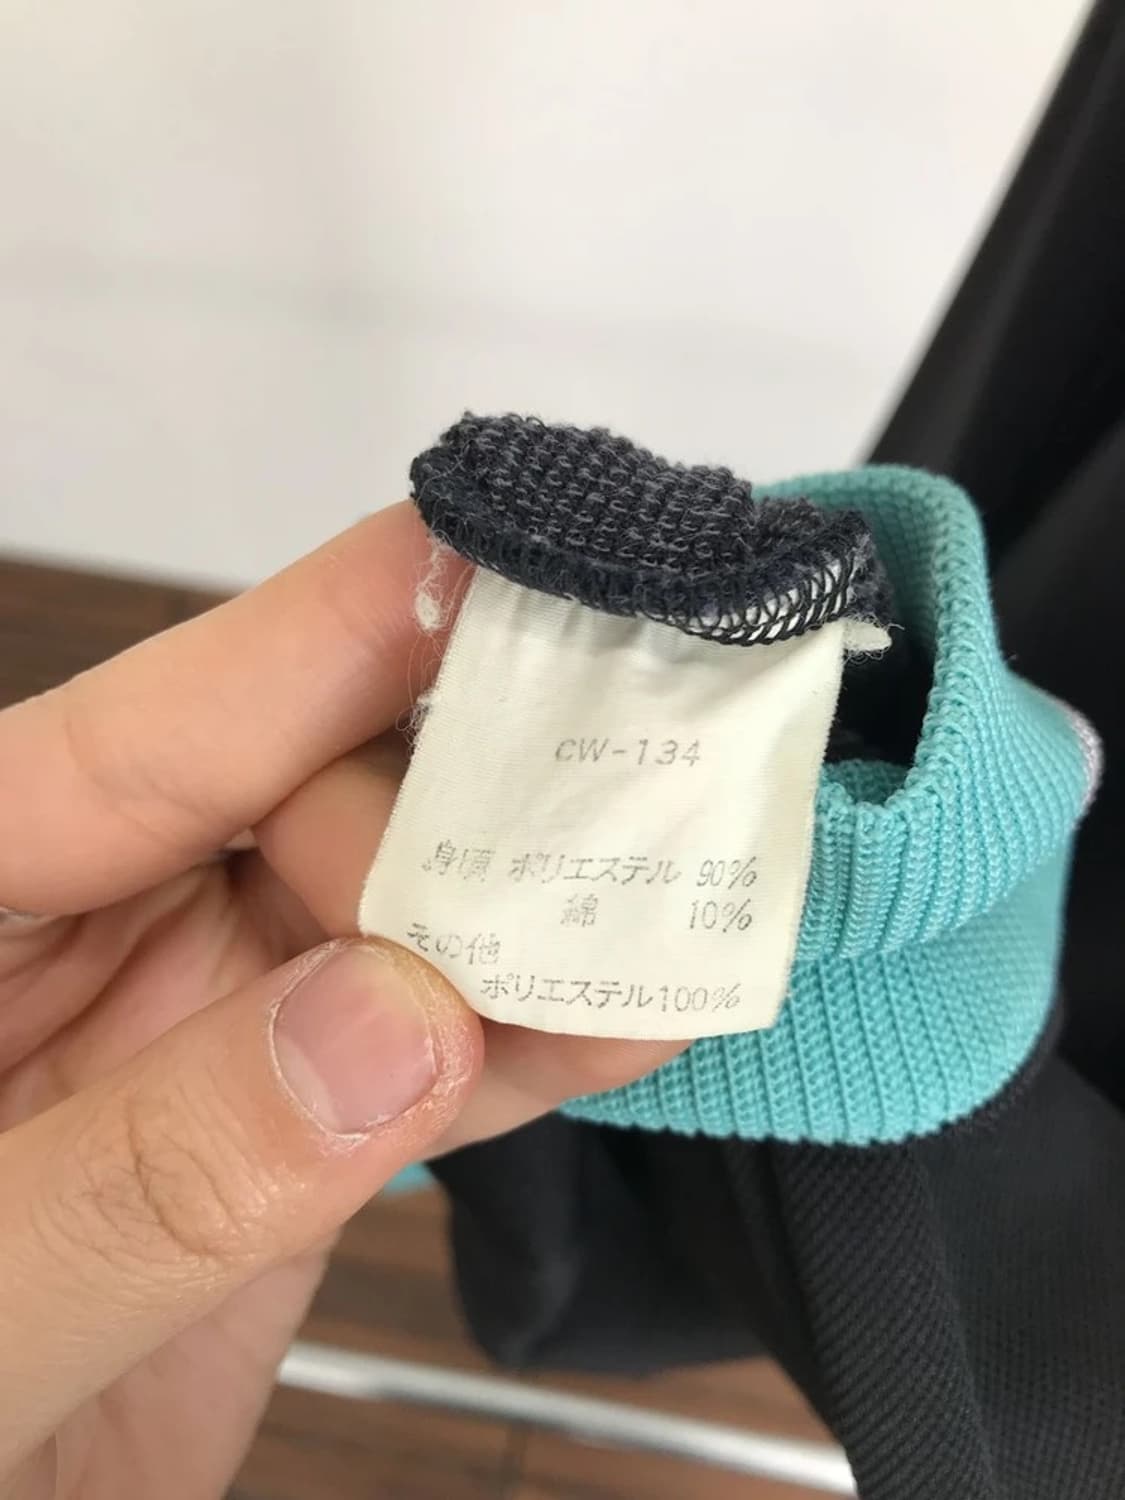 CW-134
身頃 ポリエステル 90%
綿 10%
その他
ポリエステル100%